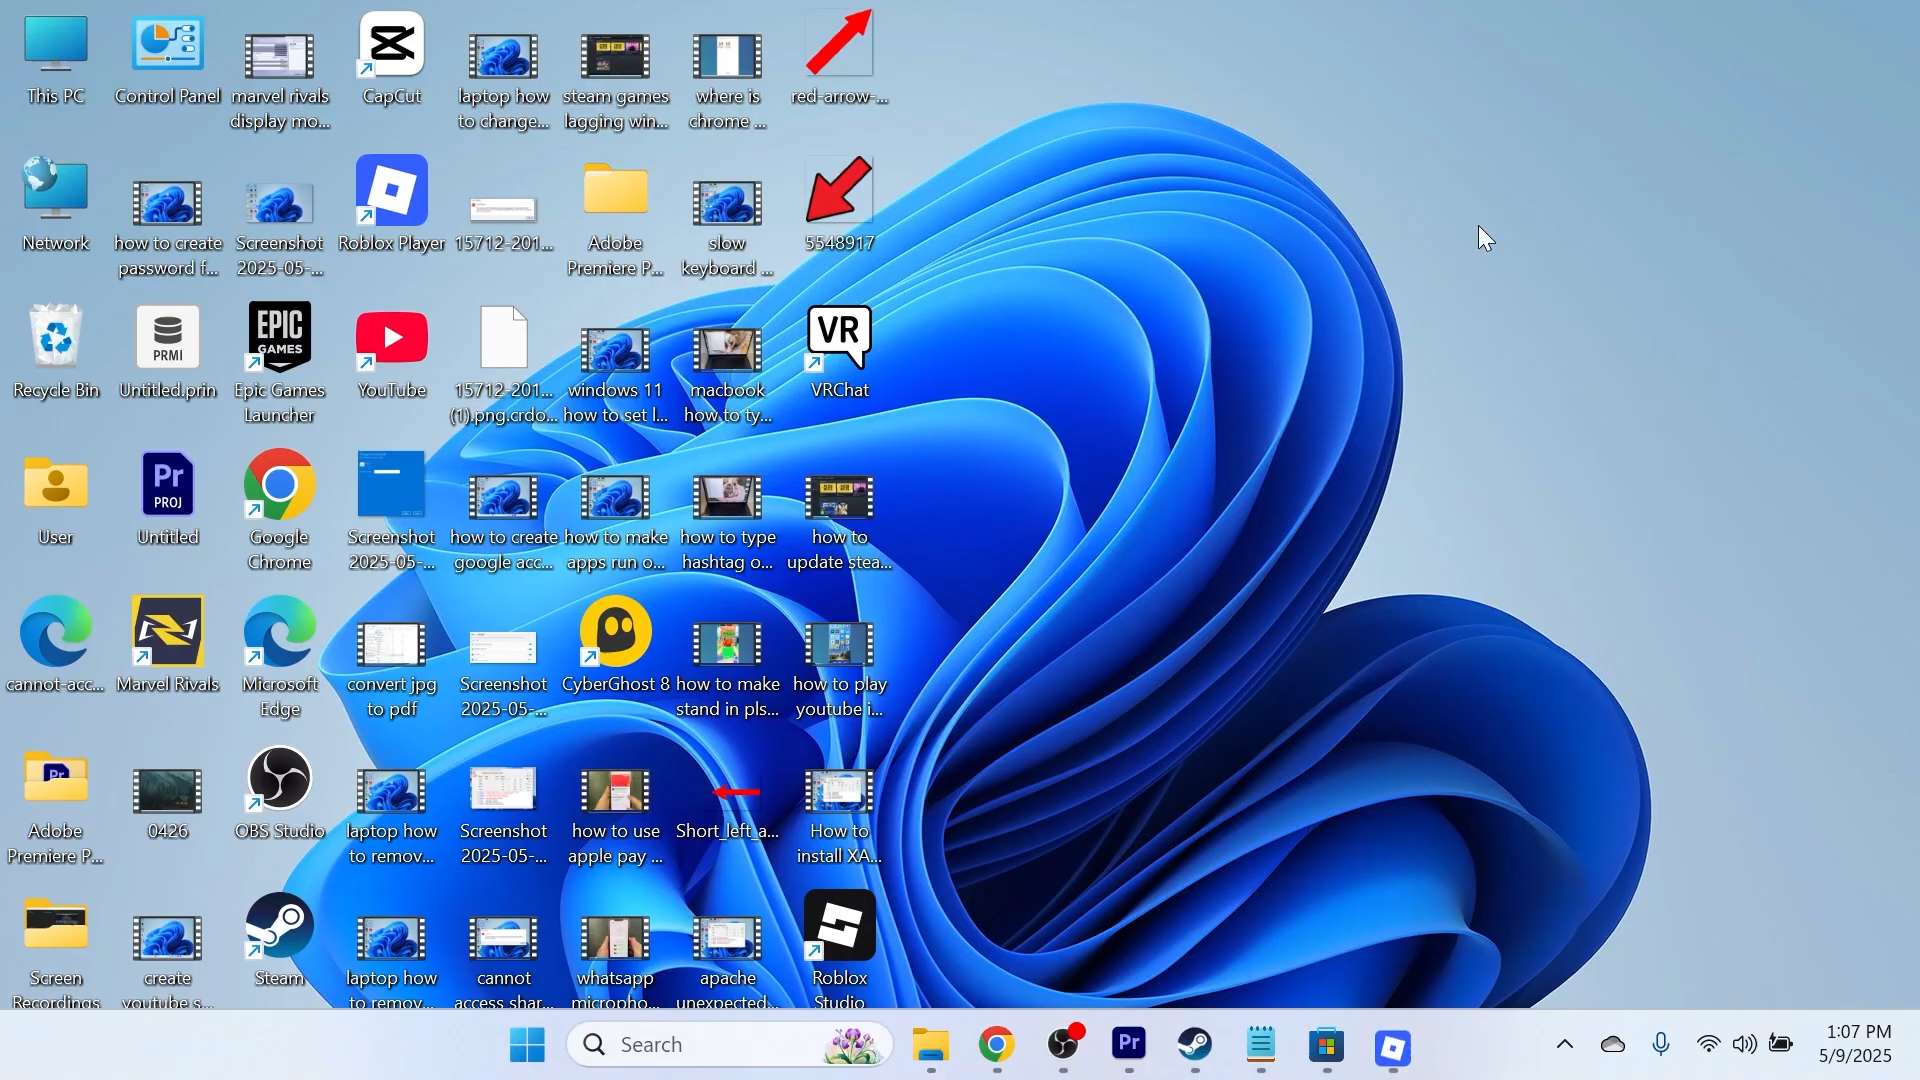 This PC
Control Panel
marvel rivals
display mo...
CapCut
laptop how
to change...
steam games
lagging win...
where is
chrome ...
red-arrow-...
Network
how to create
password f...
Screenshot
2025-05-...
Roblox Player
15712-201...
Adobe
Premiere P...
slow
keyboard ...
5548917
Recycle Bin
PRMI
Untitled.prin
EPIC
GAMES
Epic Games
Launcher
YouTube
15712-201...
(1).png.crdo...
windows 11
how to set l...
macbook
how to ty...
VR
VRChat
User
Pr
PROJ
Untitled
Google
Chrome
Screenshot
2025-05-...
how to create
google acc...
how to make
apps run o...
how to type
hashtag o...
how to
update stea...
cannot-acc...
Marvel Rivals
Microsoft
Edge
convert jpg
to pdf
Screenshot
2025-05-...
CyberGhost 8
how to make
stand in pls...
how to play
youtube i...
Pr
Adobe
Premiere P...
0426
OBS Studio
laptop how
to remov...
Screenshot
2025-05-...
how to use
apple pay ...
Short_left_a...
How to
install XA...
Screen
Recordings
create
youtube s...
Steam
laptop how
to remov...
cannot
access shar...
whatsapp
micropho...
apache
unexpected...
Roblox
Studio
Search
Pr
1:07 PM
5/9/2025